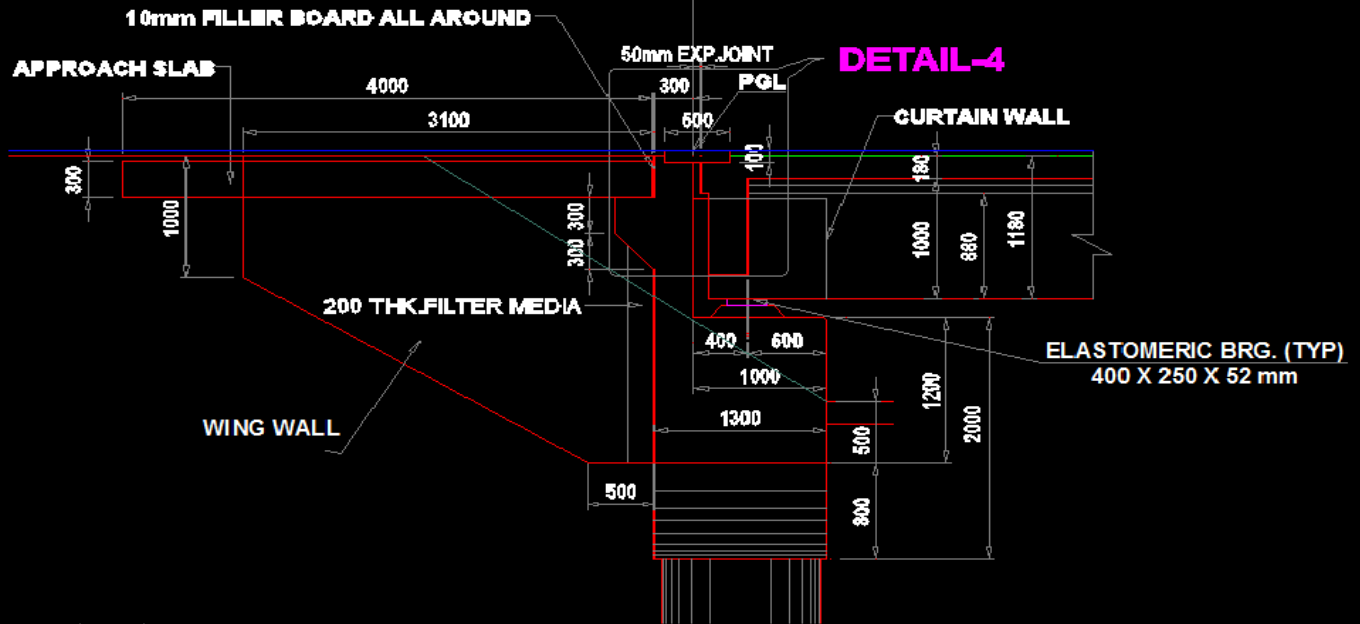 10mm FILLER BOARD ALL AROUND
50mm EXP.JOINT
DETAIL-4
APPROACH SLAB
PGL
4000
300
3100
600
CURTAIN WALL
100
180
300
1000
300
300
1000
880
1180
200 THK.FILTER MEDIA
400
600
ELASTOMERIC BRG. (TYP)
400 X 250 X 52 mm
1000
1200
1300
2000
WING WALL
500
500
800